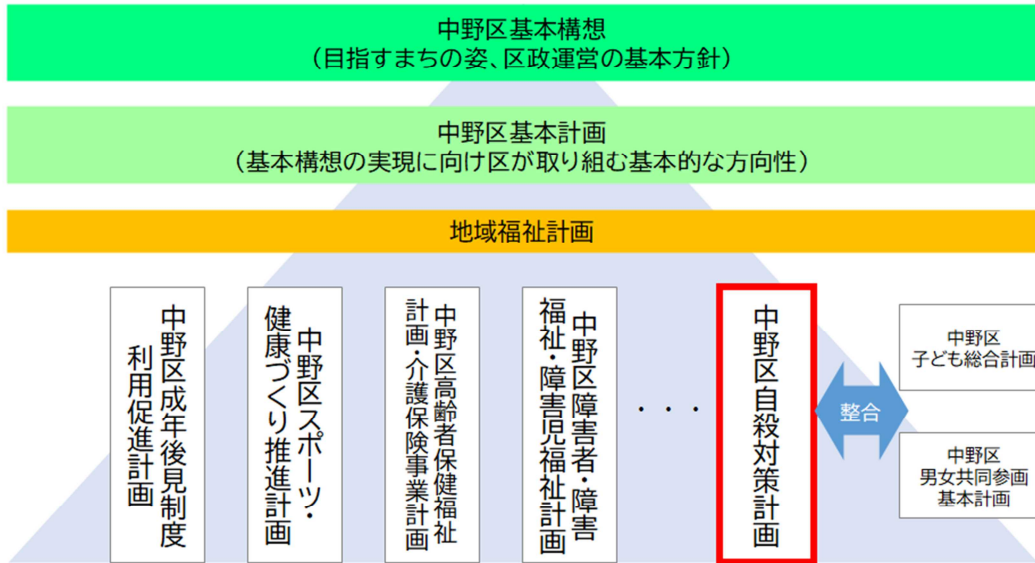 中野区基本構想
（目指すまちの姿、区政運営の基本方針）
中野区基本計画
（基本構想の実現に向け区が取り組む基本的な方向性）
地域福祉計画
中野区成年後見制度
利用促進計画
中野区スポーツ・
健康づくり推進計画
中野区高齢者保健福祉
計画・介護保険事業計画
中野区障害者・障害
福祉・障害児福祉計画
・・・
中野区自殺対策計画
整合
中野区
子ども総合計画
中野区
男女共同参画
基本計画